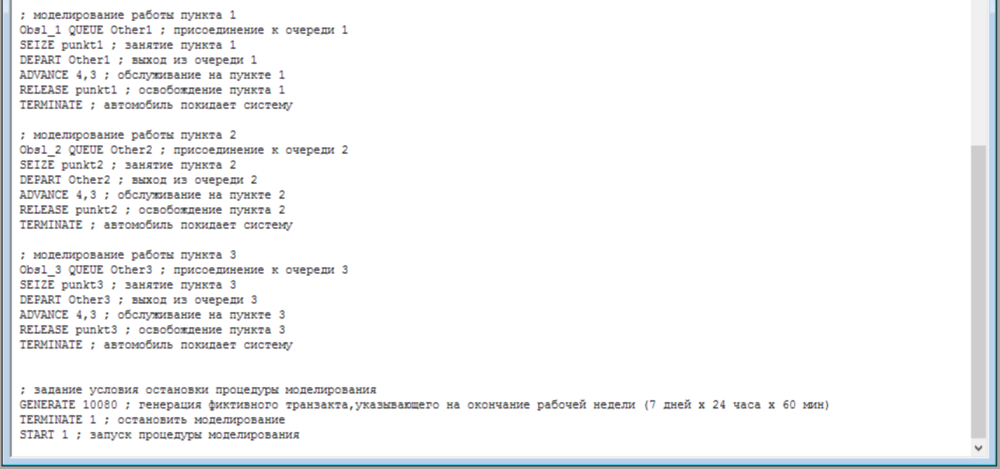 ; моделирование работы пункта 1
Obsl_1 QUEUE Other1 ; присоединение к очереди 1
SEIZE punkt1 ; занятие пункта 1
DEPART Other1 ; выход из очереди 1
ADVANCE 4,3 ; обслуживание на пункте 1
RELEASE punkt1 ; освобождение пункта 1
TERMINATE ; автомобиль покидает систему
; моделирование работы пункта 2
Obsl_2 QUEUE Other2 ; присоединение к очереди 2
SEIZE punkt2 ; занятие пункта 2
DEPART Other2 ; выход из очереди 2
ADVANCE 4,3 ; обслуживание на пункте 2
RELEASE punkt2 ; освобождение пункта 2
TERMINATE ; автомобиль покидает систему
; моделирование работы пункта 3
Obsl_3 QUEUE Other3 ; присоединение к очереди 3
SEIZE punkt3 ; занятие пункта 3
DEPART Other3 ; выход из очереди 3
ADVANCE 4,3 ; обслуживание на пункте 3
RELEASE punkt3 ; освобождение пункта 3
TERMINATE ; автомобиль покидает систему
; задание условия остановки процедуры моделирования
GENERATE 10080 ; генерация фиктивного транзакта,указывающего на окончание рабочей недели (7 дней х 24 часа х 60 мин)
TERMINATE 1 ; остановить моделирование
START 1 ; запуск процедуры моделирования